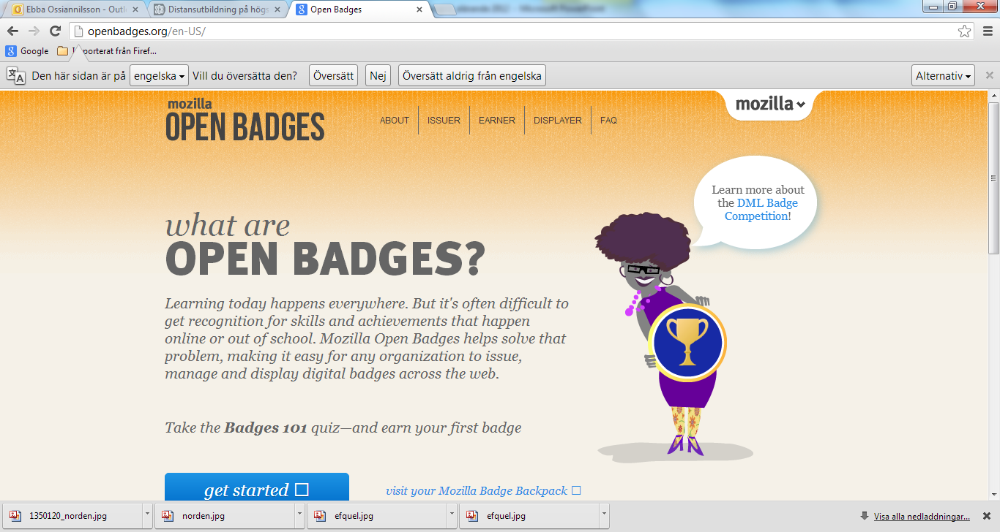 Ebba Ossiannilsson - Outl
Distansutbildning på högs
Open Badges
Microsoft PowerPoint
openbadges.org/en-US/
Google
porterat från Firef...
Den här sidan är på engelska Vill du översätta den? Översätt Nej Översätt aldrig från engelska Alternativ
mozilla
OPEN BADGES
ABOUT ISSUER EARNER DISPLAYER FAQ
mozilla
Learn more about
the DML Badge
Competition!
what are
OPEN BADGES?
Learning today happens everywhere. But it's often difficult to
get recognition for skills and achievements that happen
online or out of school. Mozilla Open Badges helps solve that
problem, making it easy for any organization to issue,
manage and display digital badges across the web.
Take the Badges 101 quiz—and earn your first badge
get started
visit your Mozilla Badge Backpack
1350120_norden.jpg
norden.jpg
efquel.jpg
efquel.jpg
Visa alla nedladdningar...